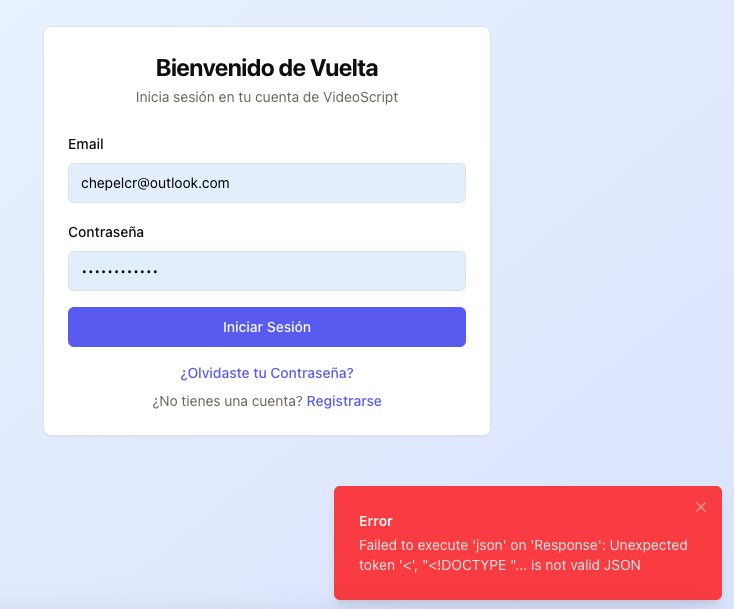 Bienvenido de Vuelta
Inicia sesión en tu cuenta de VideoScript
Email
chepelcr@outlook.com
Contraseña
••••••••••••
Iniciar Sesión
¿Olvidaste tu Contraseña?
¿No tienes una cuenta? Registrarse
Error
Failed to execute 'json' on 'Response': Unexpected
token '<', "<!DOCTYPE "... is not valid JSON